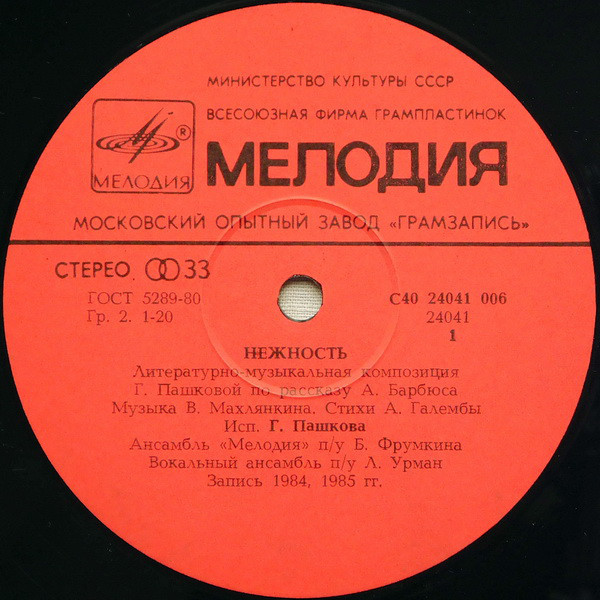 МИНИСТЕРСТВО КУЛЬТУРЫ СССР
ВСЕСОЮЗНАЯ ФИРМА ГРАМПЛАСТИНОК
®
МЕЛОДИЯ
МЕЛОДИЯ
МОСКОВСКИЙ ОПЫТНЫЙ ЗАВОД «ГРАМЗАПИСЬ»
СТЕРЕО 33
ГОСТ 5289-80
Гр. 2. 1-20
С40 24041 006
24041
1
НЕЖНОСТЬ
Литературно-музыкальная композиция
Г. Пашковой по рассказу А. Барбюса
Музыка В. Махлянкина. Стихи А. Галембы
Исп. Г. Пашкова
Ансамбль «Мелодия» п/у Б. Фрумкина
Вокальный ансамбль п/у Л. Урман
Запись 1984, 1985 гг.